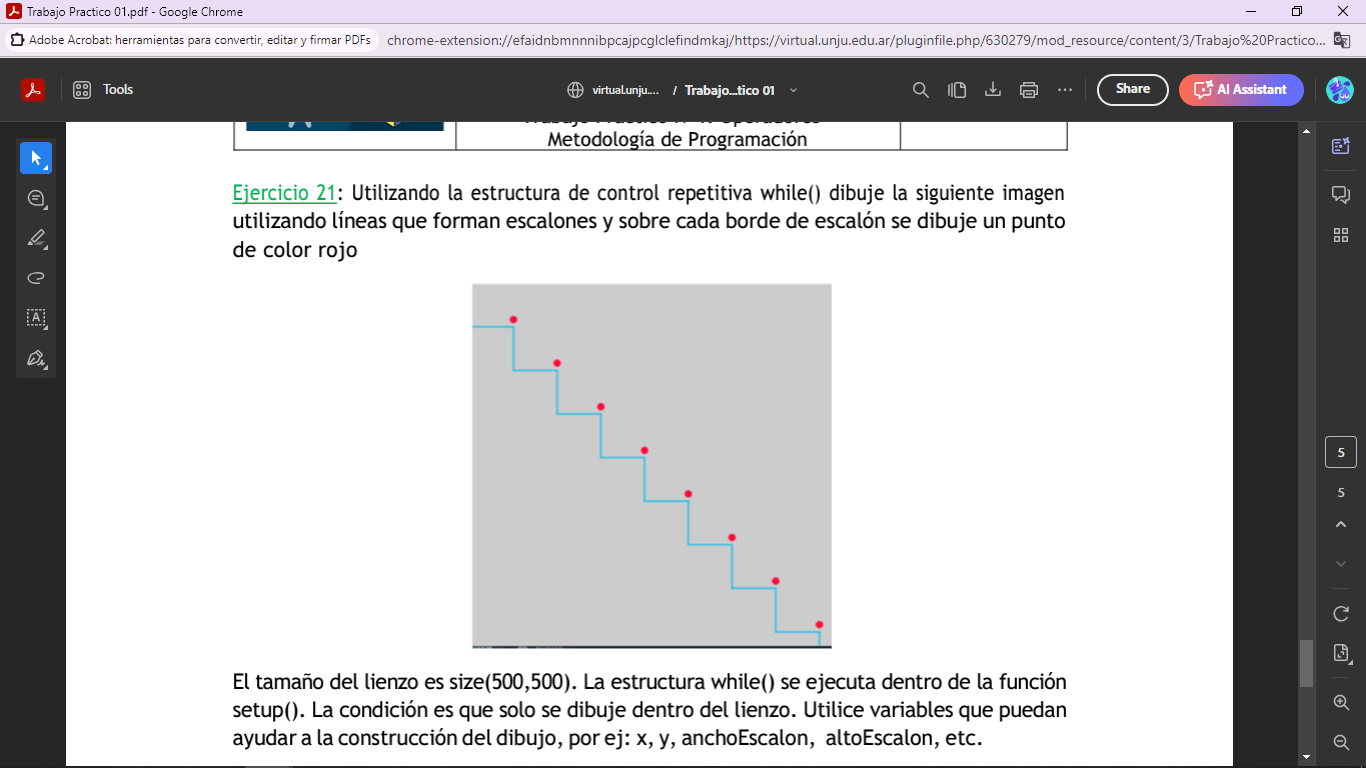 Trabajo Practico 01.pdf - Google Chrome
Adobe Acrobat: herramientas para convertir, editar y firmar PDFs
chrome-extension://efaidnbmnnnibpcajpcglclefindmkaj/https://virtual.unju.edu.ar/pluginfile.php/630279/mod_resource/content/3/Trabajo%20Practico...
Tools
virtual.unju.... / Trabajo...tico 01
Share
AI Assistant
Metodología de Programación
Ejercicio 21: Utilizando la estructura de control repetitiva while() dibuje la siguiente imagen
utilizando líneas que forman escalones y sobre cada borde de escalón se dibuje un punto
de color rojo
El tamaño del lienzo es size(500,500). La estructura while() se ejecuta dentro de la función
setup(). La condición es que solo se dibuje dentro del lienzo. Utilice variables que puedan
ayudar a la construcción del dibujo, por ej: x, y, anchoEscalon, altoEscalon, etc.
5
5